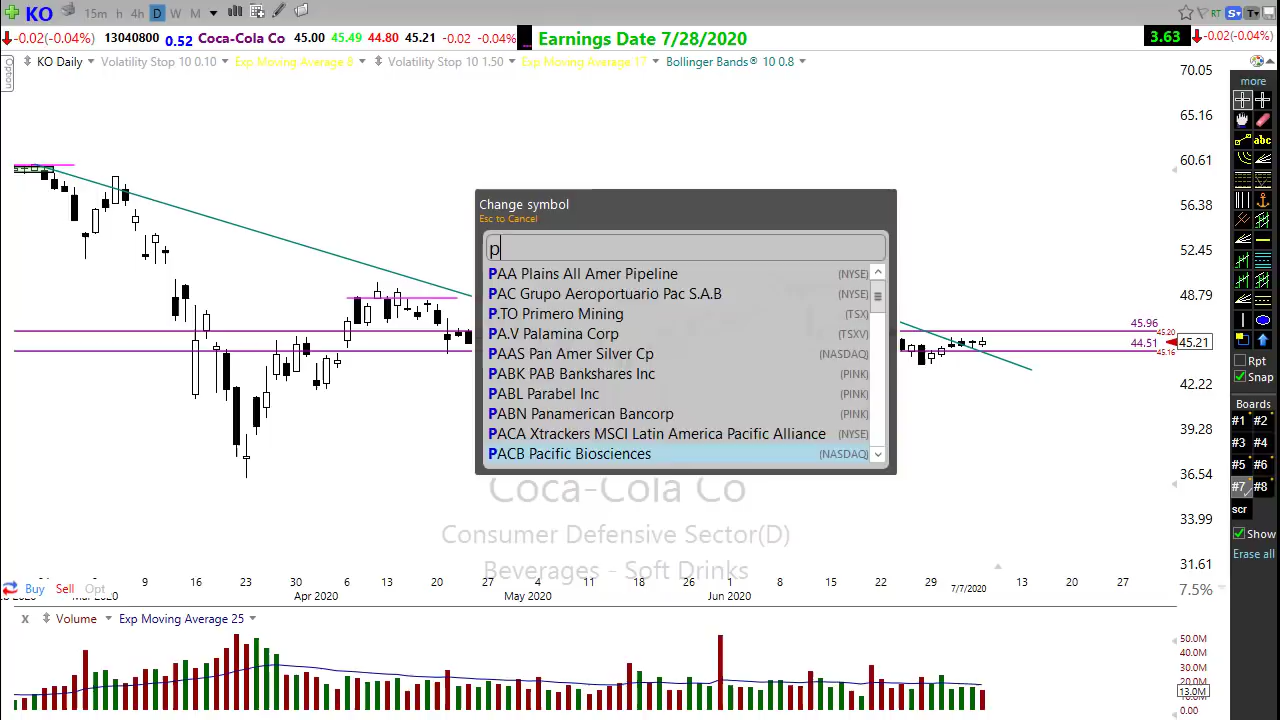 KO 15m h 4h D W M RT S T
-0.02(-0.04%) 13040800 0.52 Coca-Cola Co 45.00 45.49 44.80 45.21 -0.02 -0.04% Earnings Date 7/28/2020 3.63 -0.02(-0.04%)
Option KO Daily Volatility Stop 10 0.10 Exp Moving Average 8 Volatility Stop 10 1.50 Exp Moving Average 17 Bollinger Bands® 10 0.8
70.05
more
65.16
abc
60.61
56.38
52.45
48.79
45.96
45.20
44.51
45.21
45.16
42.22
39.28
36.54
33.99
31.61
7.5%
Change symbol
Esc to Cancel
p
PAA Plains All Amer Pipeline (NYSE)
PAC Grupo Aeroportuario Pac S.A.B (NYSE)
P.TO Primero Mining (TSX)
PA.V Palamina Corp (TSXV)
PAAS Pan Amer Silver Cp (NASDAQ)
PABK PAB Bankshares Inc (PINK)
PABL Parabel Inc (PINK)
PABN Panamerican Bancorp (PINK)
PACA Xtrackers MSCI Latin America Pacific Alliance (NYSE)
PACB Pacific Biosciences (NASDAQ)
Coca-Cola Co
Consumer Defensive Sector(D)
Beverages - Soft Drinks
Rpt
Snap
Boards
#1 #2
#3 #4
#5 #6
#7 #8
scr
Show
Erase all
9 16 23 30 6 13 20 27 4 11 18 26 1 8 15 22 29 7/7/2020 13 20 27
Buy Sell Opt
Mar 2020 Apr 2020 May 2020 Jun 2020
x Volume Exp Moving Average 25
50.0M
40.0M
30.0M
20.0M
13.0M
0.00